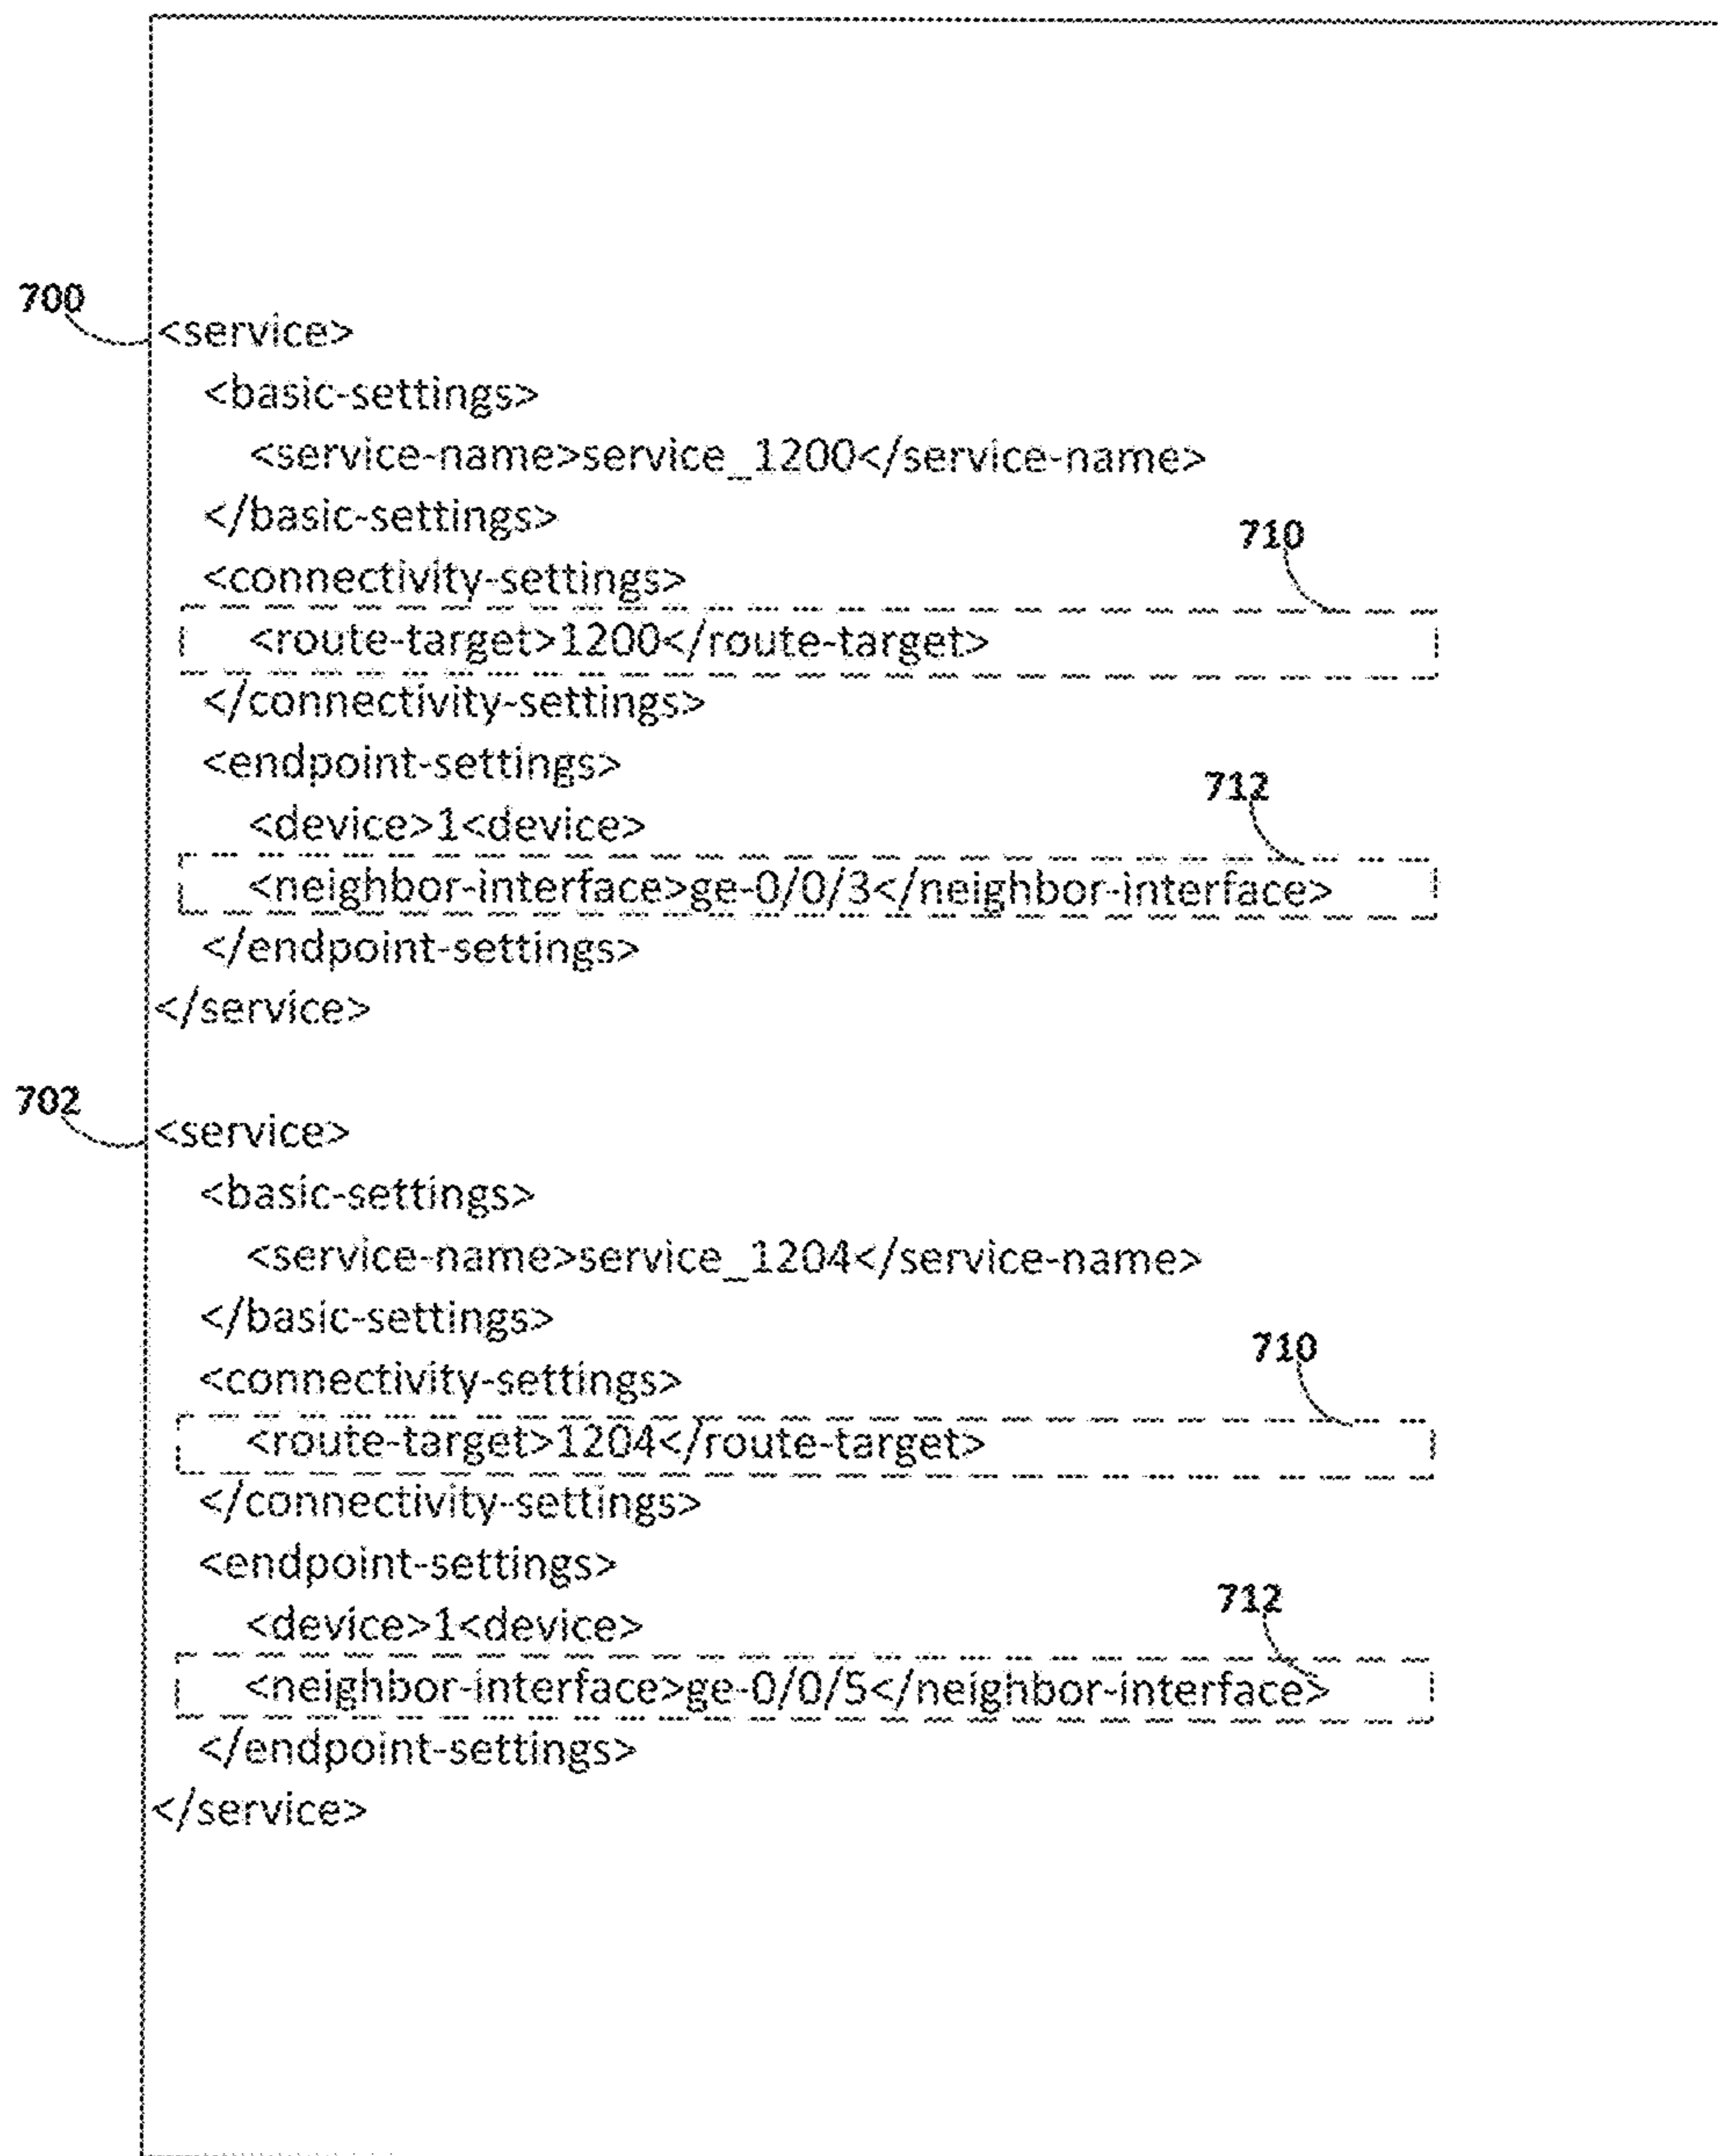 700
<service>
<basic-settings>
<service-name>service_1200</service-name>
</basic-settings>
710
<connectivity-settings>
<route-target>1200</route-target>
</connectivity-settings>
<endpoint-settings>
712
<device>1<device>
<neighbor-interface>ge-0/0/3</neighbor-interface>
</endpoint-settings>
</service>
702
<service>
<basic-settings>
<service-name>service_1204</service-name>
</basic-settings>
710
<connectivity-settings>
<route-target>1204</route-target>
</connectivity-settings>
<endpoint-settings>
712
<device>1<device>
<neighbor-interface>ge-0/0/5</neighbor-interface>
</endpoint-settings>
</service>